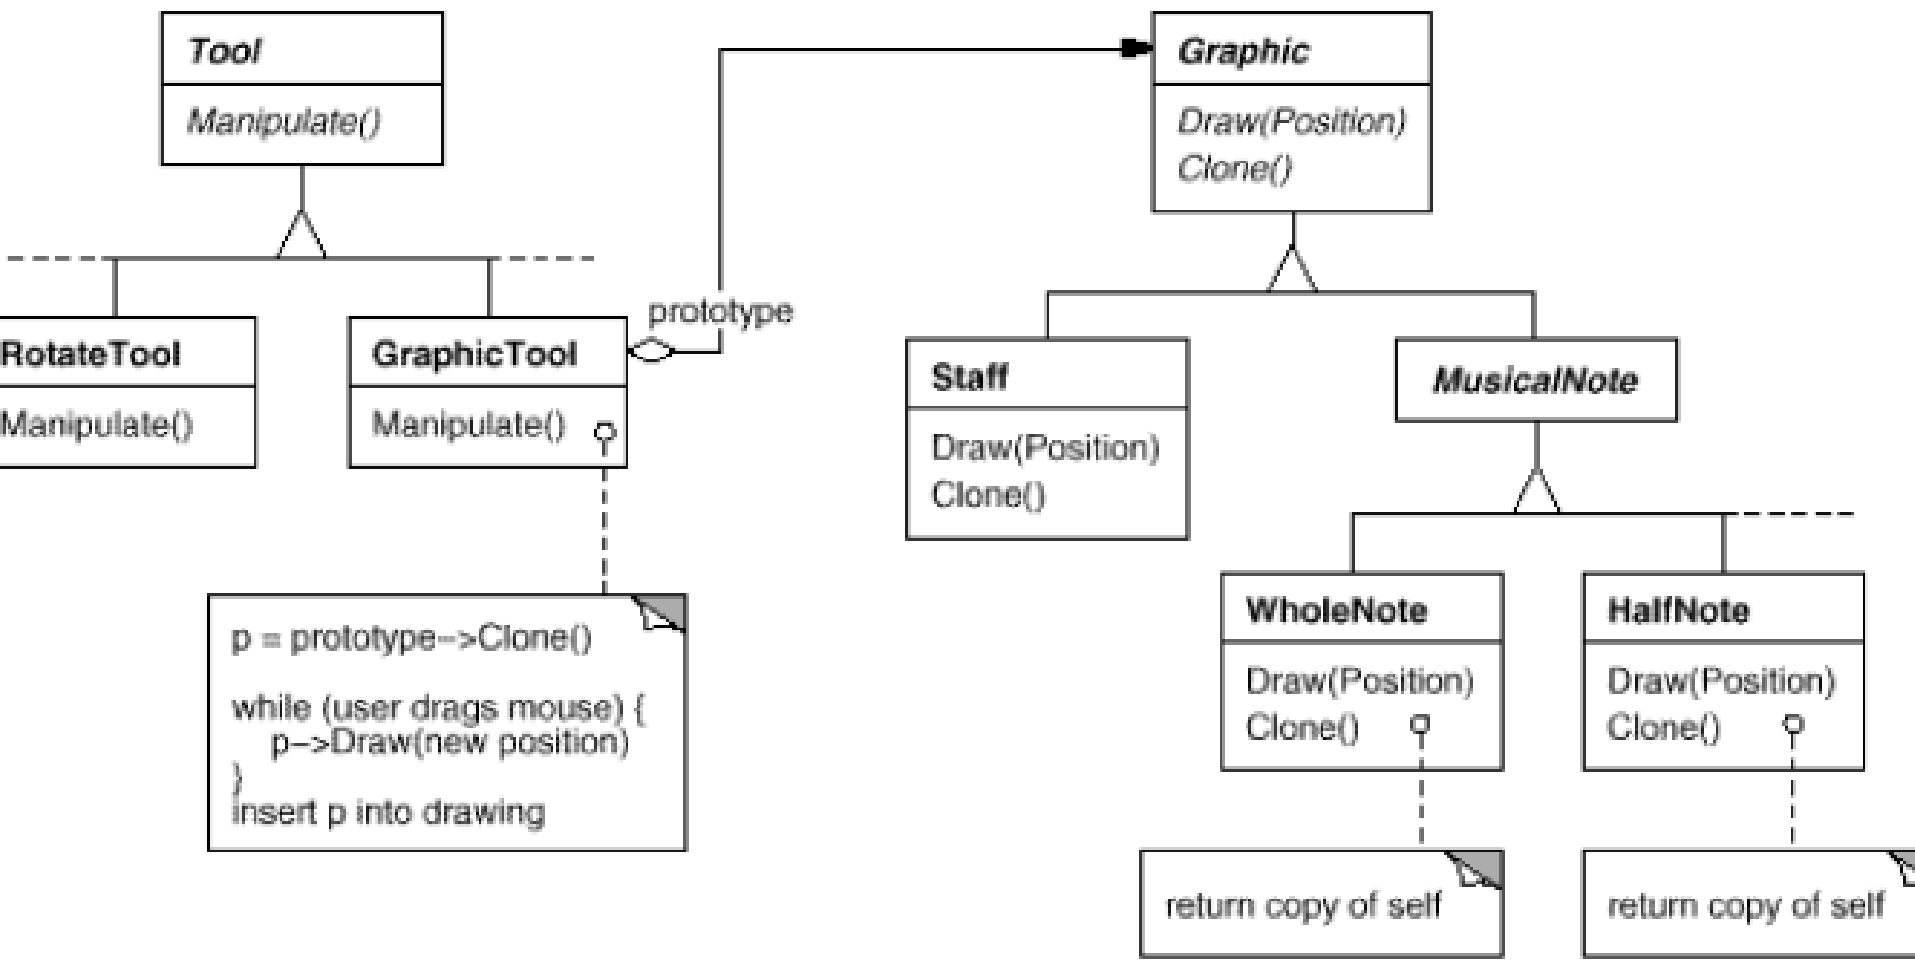 Tool
Manipulate()
Graphic
Draw(Position)
Clone()
prototype
RotateTool
Manipulate()
GraphicTool
Manipulate()
Staff
Draw(Position)
Clone()
MusicalNote
p = prototype−>Clone()
while (user drags mouse) {
p−>Draw(new position)
}
insert p into drawing
WholeNote
Draw(Position)
Clone()
HalfNote
Draw(Position)
Clone()
return copy of self
return copy of self